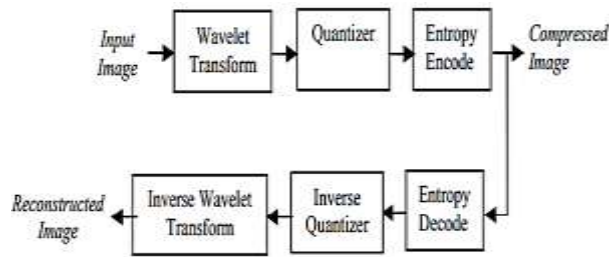 Input
Image
Wavelet
Transform
Quantizer
Entropy
Encode
Compressed
Image
Reconstructed
Image
Inverse Wavelet
Transform
Inverse
Quantizer
Entropy
Decode